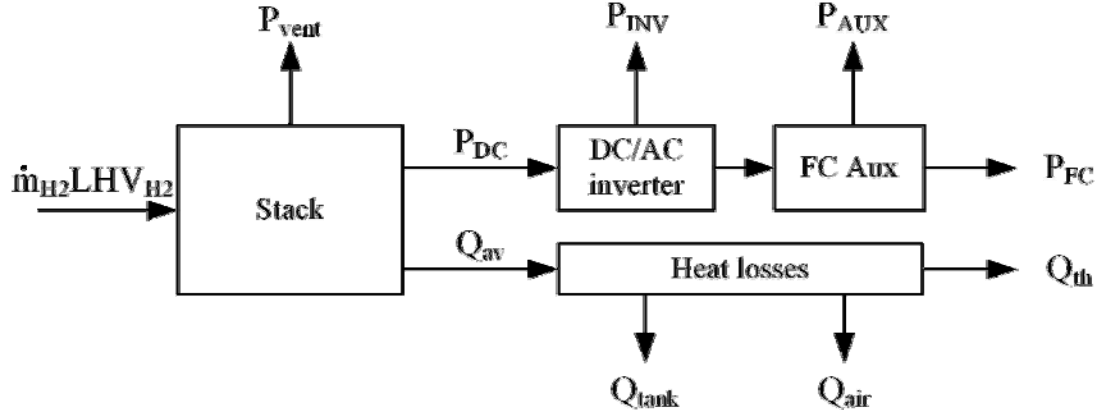 P_vent
P_INV
P_AUX
ṁ_H2LHV_H2
Stack
P_DC
DC/AC
inverter
FC Aux
P_FC
Q_av
Heat losses
Q_th
Q_tank
Q_air